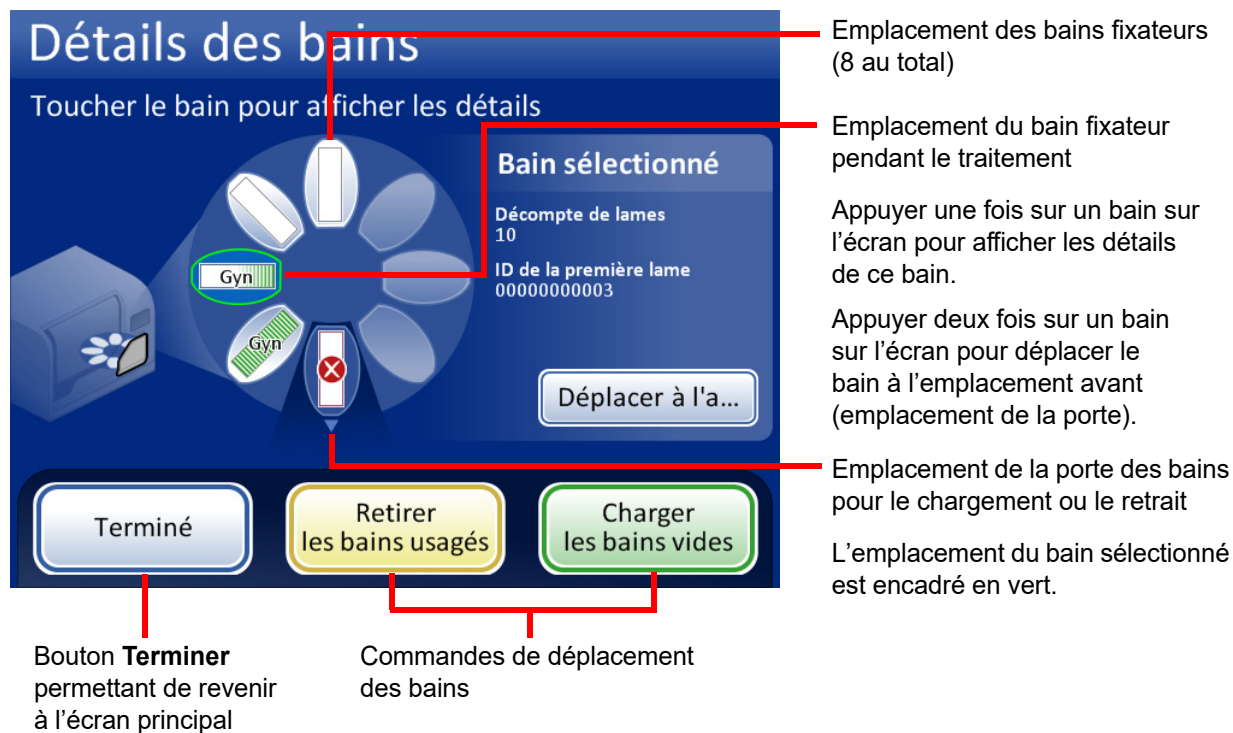 Détails des bains
Toucher le bain pour afficher les détails
Gyn
Gyn
Bain sélectionné
Décompte de lames
10
ID de la première lame
00000000003
Déplacer à l'a...
Terminé
Retirer
les bains usagés
Charger
les bains vides
Emplacement des bains fixateurs
(8 au total)
Emplacement du bain fixateur
pendant le traitement
Appuyer une fois sur un bain sur
l’écran pour afficher les détails
de ce bain.
Appuyer deux fois sur un bain
sur l’écran pour déplacer le
bain à l’emplacement avant
(emplacement de la porte).
Emplacement de la porte des bains
pour le chargement ou le retrait
L’emplacement du bain sélectionné
est encadré en vert.
Bouton Terminer
permettant de revenir
à l’écran principal
Commandes de déplacement
des bains